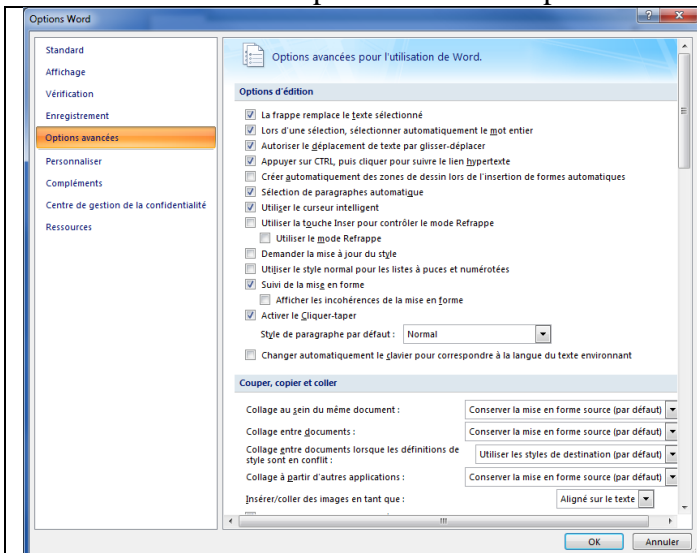 Options Word
Standard
Affichage
Vérification
Enregistrement
Options avancées
Personnaliser
Compléments
Centre de gestion de la confidentialité
Ressources
Options avancées pour l'utilisation de Word.
Options d'édition
La frappe remplace le texte sélectionné
Lors d'une sélection, sélectionner automatiquement le mot entier
Autoriser le déplacement de texte par glisser-déplacer
Appuyer sur CTRL, puis cliquer pour suivre le lien hypertexte
Créer automatiquement des zones de dessin lors de l'insertion de formes automatiques
Sélection de paragraphes automatique
Utiliser le curseur intelligent
Utiliser la touche Inser pour contrôler le mode Refrappe
Utiliser le mode Refrappe
Demander la mise à jour du style
Utiliser le style normal pour les listes à puces et numérotées
Suivi de la mise en forme
Afficher les incohérences de la mise en forme
Activer le Cliquer-taper
Style de paragraphe par défaut : Normal
Changer automatiquement le clavier pour correspondre à la langue du texte environnant
Couper, copier et coller
Collage au sein du même document : Conserver la mise en forme source (par défaut)
Collage entre documents : Conserver la mise en forme source (par défaut)
Collage entre documents lorsque les définitions de
style sont en conflit : Utiliser les styles de destination (par défaut)
Collage à partir d'autres applications : Conserver la mise en forme source (par défaut)
Insérer/coller des images en tant que : Aligné sur le texte
OK Annuler